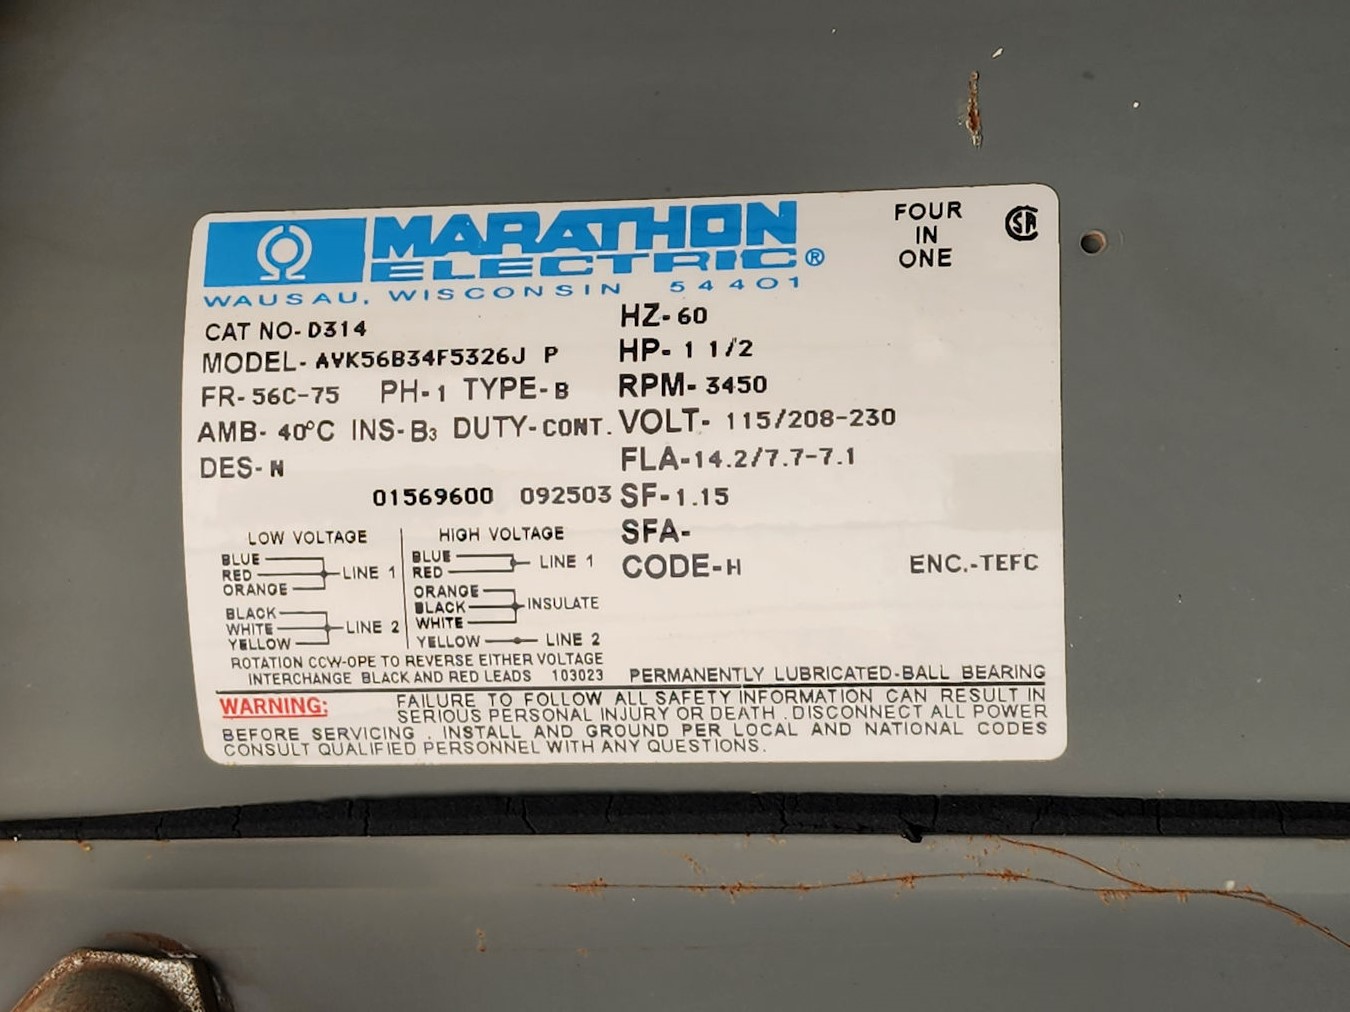 MARATHON
ELECTRIC®
WAUSAU, WISCONSIN 54401
FOUR
IN
ONE
SA
CAT NO- D314
MODEL- AVK56B34F5326J P
FR- 56C-75 PH- 1 TYPE- B
AMB- 40°C INS- B3 DUTY- CONT.
DES- N
01569600 092503
HZ- 60
HP- 1 1/2
RPM- 3450
VOLT- 115/208-230
FLA- 14.2/7.7-7.1
SF- 1.15
SFA-
CODE- H
ENC.-TEFC
LOW VOLTAGE
BLUE
RED
ORANGE
LINE 1
BLACK
WHITE
YELLOW
LINE 2
HIGH VOLTAGE
BLUE
RED
LINE 1
ORANGE
BLACK
WHITE
INSULATE
YELLOW
LINE 2
ROTATION CCW-OPE TO REVERSE EITHER VOLTAGE
INTERCHANGE BLACK AND RED LEADS 103023
PERMANENTLY LUBRICATED-BALL BEARING
WARNING: FAILURE TO FOLLOW ALL SAFETY INFORMATION CAN RESULT IN
SERIOUS PERSONAL INJURY OR DEATH . DISCONNECT ALL POWER
BEFORE SERVICING . INSTALL AND GROUND PER LOCAL AND NATIONAL CODES
CONSULT QUALIFIED PERSONNEL WITH ANY QUESTIONS.